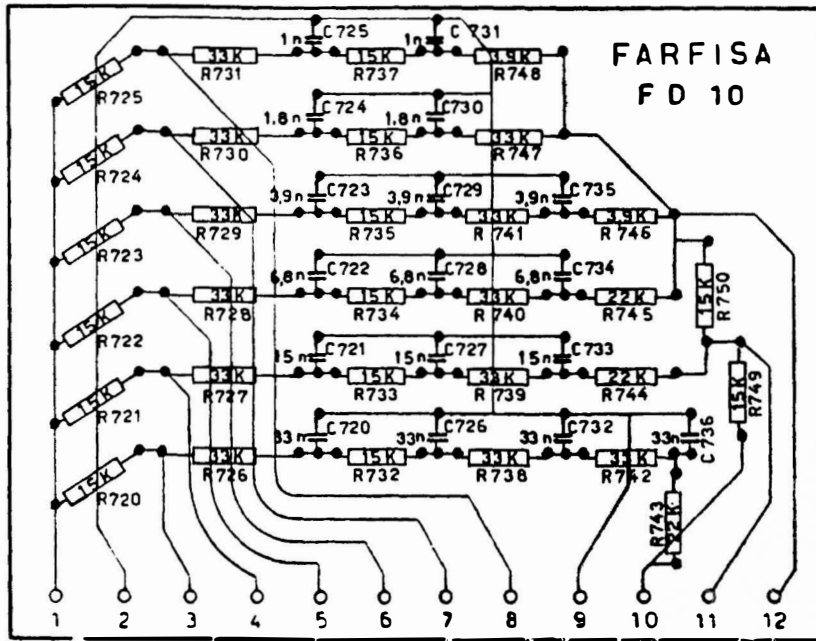 FARFISA
FD 10
1n C725 1n C731
15K 33K 15K 3,9K
R725 R731 R737 R748
1.8n C724 1.8n C730
15K 33K 15K 33K
R724 R730 R736 R747
3,9n C723 3,9n C729 3,9n C735
15K 33K 15K 33K 3,9K
R723 R729 R735 R741 R746
6,8n C722 6,8n C728 6,8n C734
15K 33K 15K 33K 22K 15K R750
R722 R728 R734 R740 R745
15n C721 15n C727 15n C733
15K 33K 15K 33K 22K 15K R749
R721 R727 R733 R739 R744
33n C720 33n C726 33n C732 33n C736
15K 33K 15K 33K 33K
R720 R726 R732 R738 R742
R743 22K
1 2 3 4 5 6 7 8 9 10 11 12